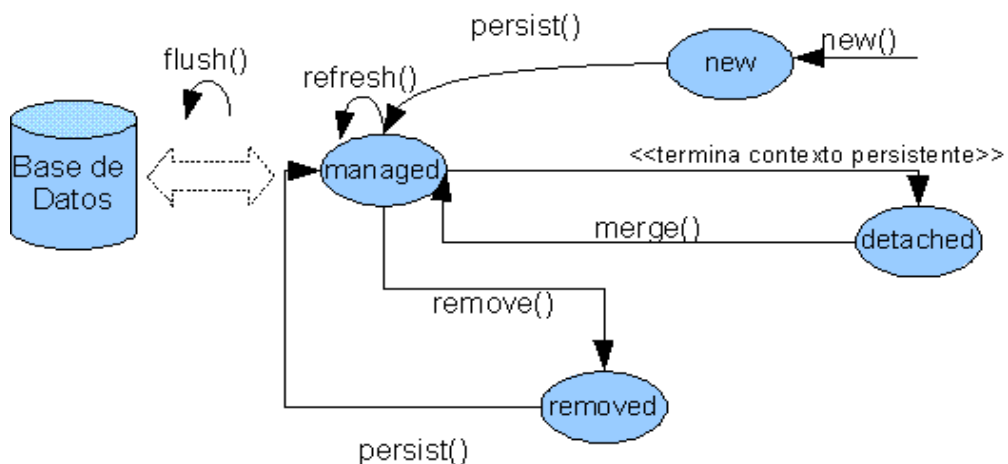 persist()
new()
flush()
new
refresh()
Base de
Datos
managed
<<termina contexto persistente>>
merge()
detached
remove()
removed
persist()